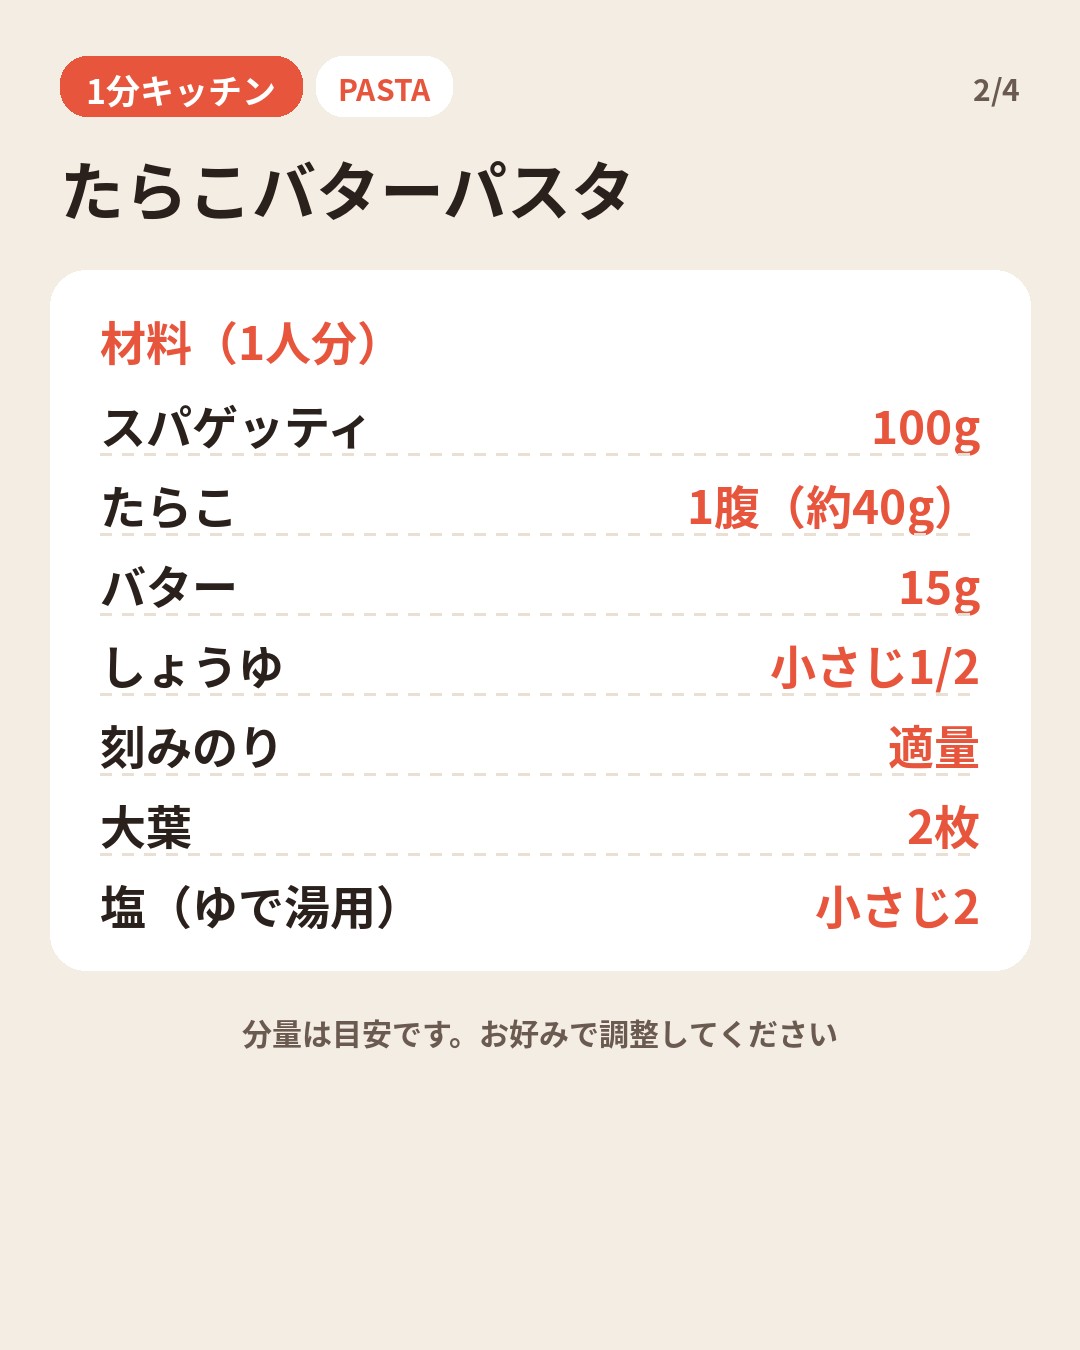 1分キッチン PASTA 2/4
たらこバターパスタ
材料（1人分）
スパゲッティ 100g
たらこ 1腹（約40g）
バター 15g
しょうゆ 小さじ1/2
刻みのり 適量
大葉 2枚
塩（ゆで湯用） 小さじ2
分量は目安です。お好みで調整してください